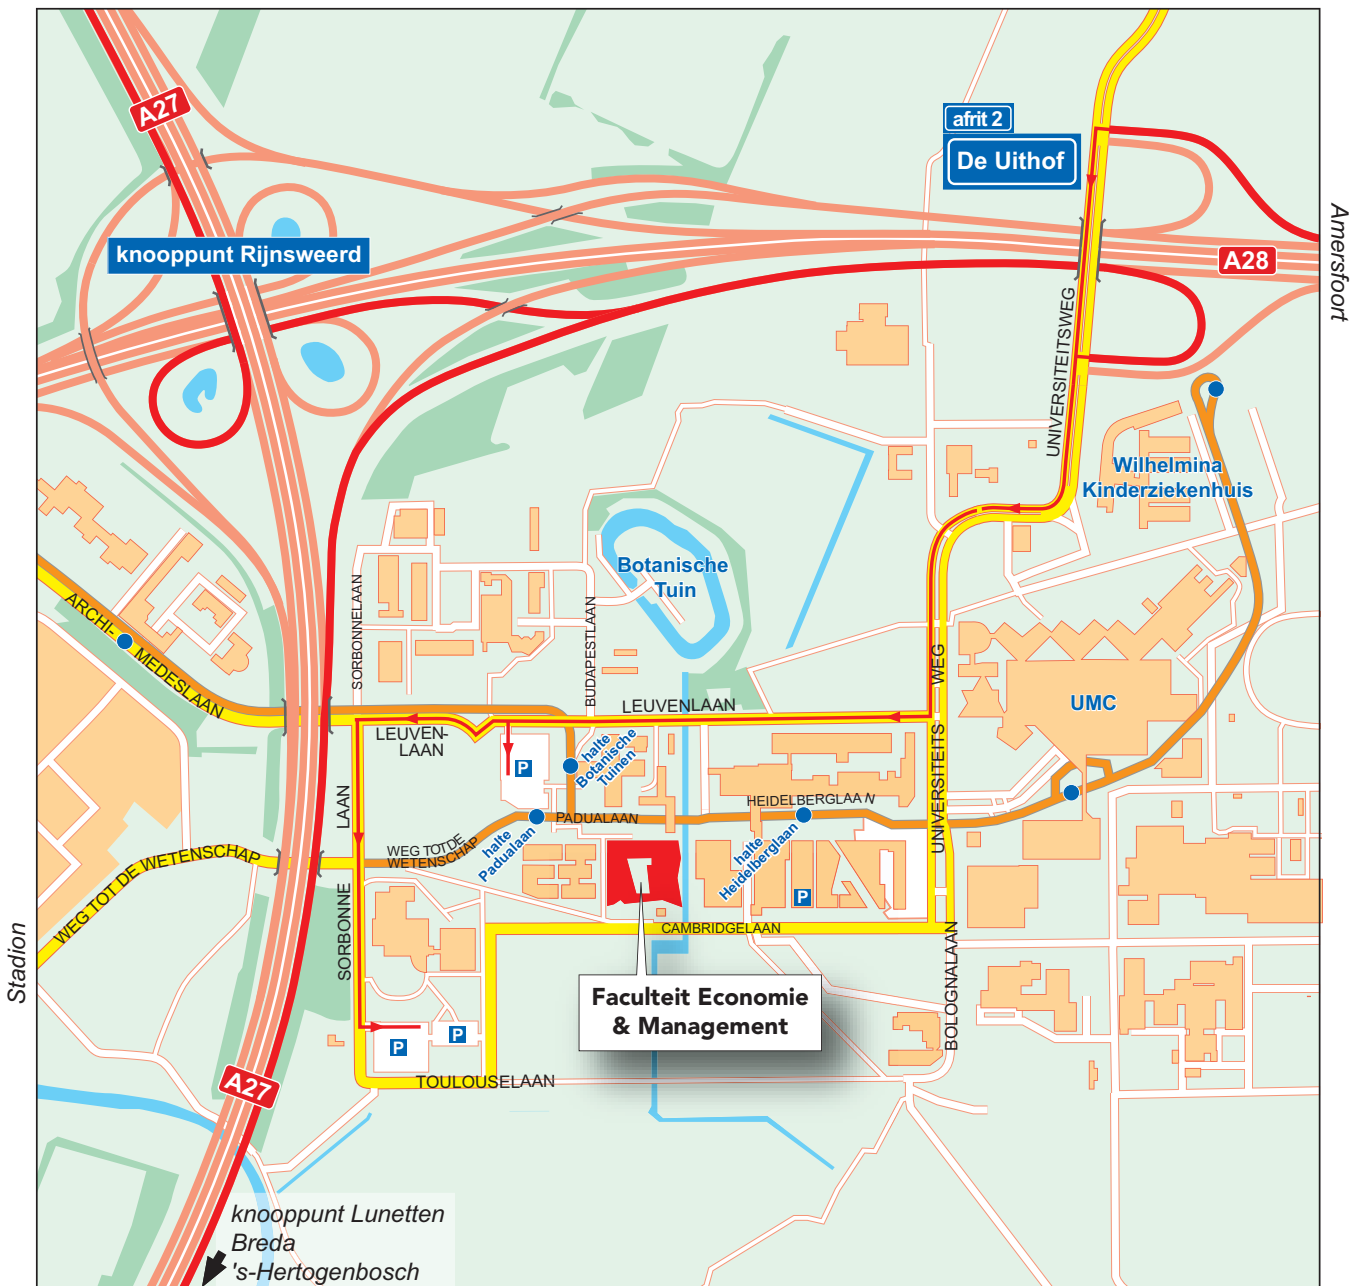 A27
afrit 2
De Uithof
Amersfoort
knooppunt Rijnsweerd
A28
UNIVERSITEITSWEG
Wilhelmina
Kinderziekenhuis
Botanische
Tuin
ARCHI-
MEDESLAAN
SORBONNELAAN
BUDAPESTLAAN
LEUVENLAAN
UNIVERSITEITS WEG
UMC
LEUVEN-
LAAN
P
halte
Botanische
Tuinen
LAAN
HEIDELBERGLAAN
PADUALAAN
WEG TOT DE
WETENSCHAP
halte
Padualaan
halte
Heidelberglaan
WEG TOT DE WETENSCHAP
P
SORBONNE
CAMBRIDGELAAN
BOLOGNALAAN
Stadion
Faculteit Economie
& Management
P
P
TOULOUSELAAN
A27
knooppunt Lunetten
Breda
's-Hertogenbosch